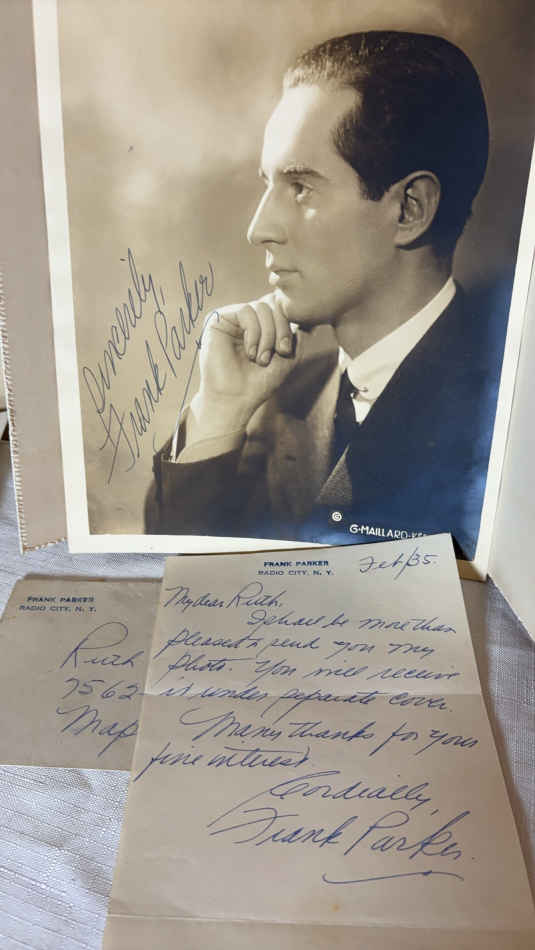 Sincerely,
Frank Parker
© G. MAILLARD-K
FRANK PARKER
RADIO CITY, N. Y.
Ruth
7562
Map
FRANK PARKER
RADIO CITY, N. Y.
Feb/35.
My dear Ruth,
I shall be more than
pleased to send you my
photo. You will receive
it under separate cover.
Many thanks for your
fine interest.
Cordially,
Frank Parker.